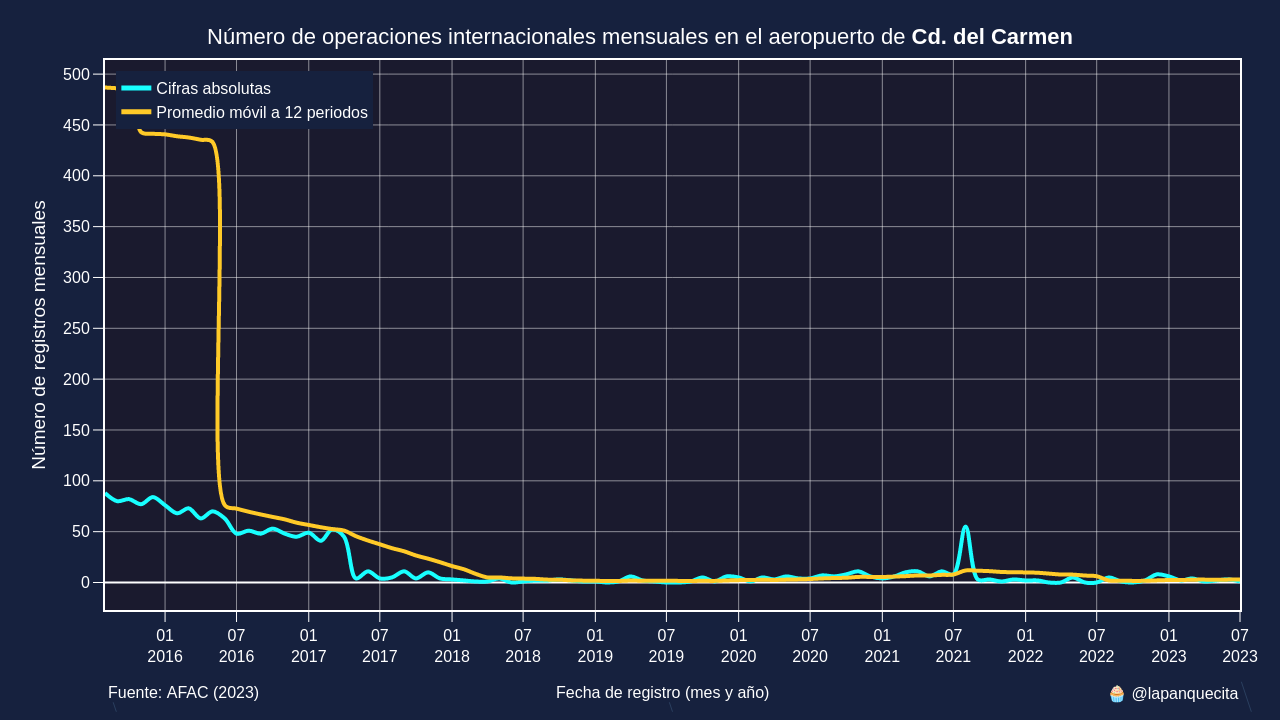 Número de operaciones internacionales mensuales en el aeropuerto de Cd. del Carmen
Cifras absolutas
Promedio móvil a 12 periodos
Número de registros mensuales
500
450
400
350
300
250
200
150
100
50
0
01 07 01 07 01 07 01 07 01 07 01 07 01 07 01 07
2016 2016 2017 2017 2018 2018 2019 2019 2020 2020 2021 2021 2022 2022 2023 2023
Fuente: AFAC (2023) Fecha de registro (mes y año) 🧁 @lapanquecita